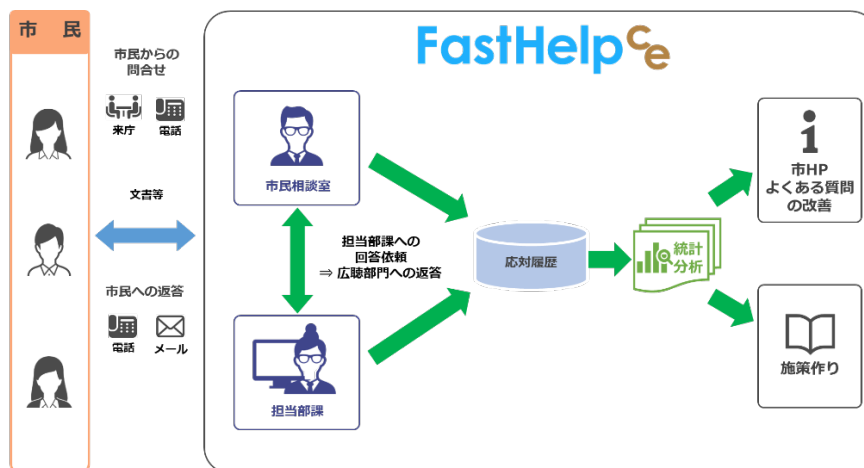 市　民
市民からの
問合せ
来庁
電話
文書等
市民への返答
電話
メール
FastHelpCe
市民相談室
担当部課への
回答依頼
⇒ 広聴部門への返答
担当部課
応対履歴
統計
分析
市HP
よくある質問
の改善
施策作り